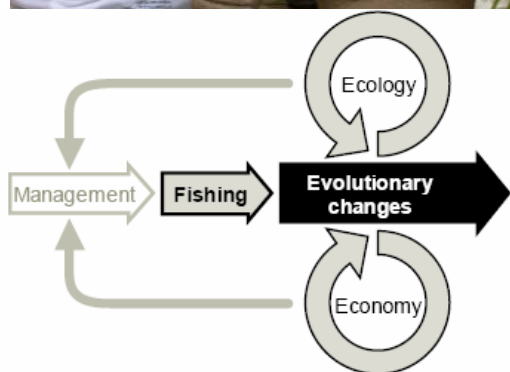 Ecology
Management
Fishing
Evolutionary
changes
Economy